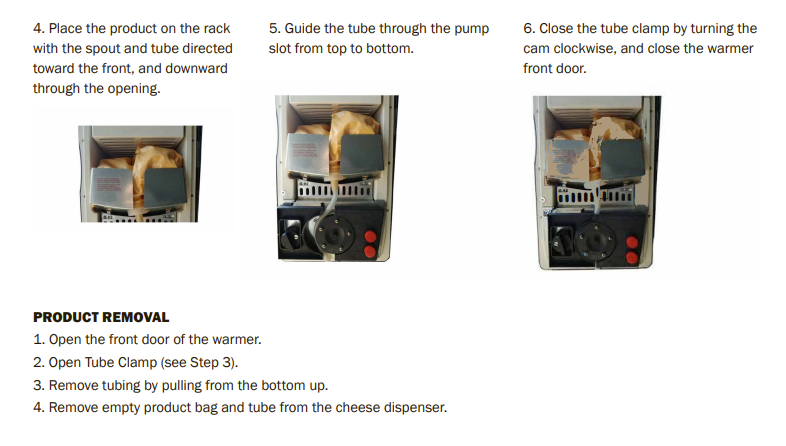 4. Place the product on the rack
with the spout and tube directed
toward the front, and downward
through the opening.
5. Guide the tube through the pump
slot from top to bottom.
6. Close the tube clamp by turning the
cam clockwise, and close the warmer
front door.
PRODUCT REMOVAL
1. Open the front door of the warmer.
2. Open Tube Clamp (see Step 3).
3. Remove tubing by pulling from the bottom up.
4. Remove empty product bag and tube from the cheese dispenser.